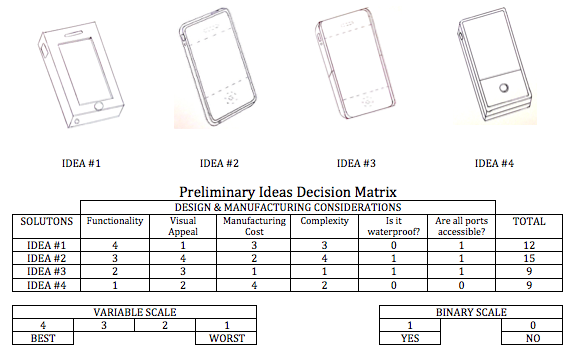 IDEA #1 IDEA #2 IDEA #3 IDEA #4
Preliminary Ideas Decision Matrix
DESIGN & MANUFACTURING CONSIDERATIONS
SOLUTONS Functionality Visual Appeal Manufacturing Cost Complexity Is it waterproof? Are all ports accessible? TOTAL
IDEA #1 4 1 3 3 0 1 12
IDEA #2 3 4 2 4 1 1 15
IDEA #3 2 3 1 1 1 1 9
IDEA #4 1 2 4 2 0 0 9
VARIABLE SCALE BINARY SCALE
4 3 2 1 1 0
BEST WORST YES NO